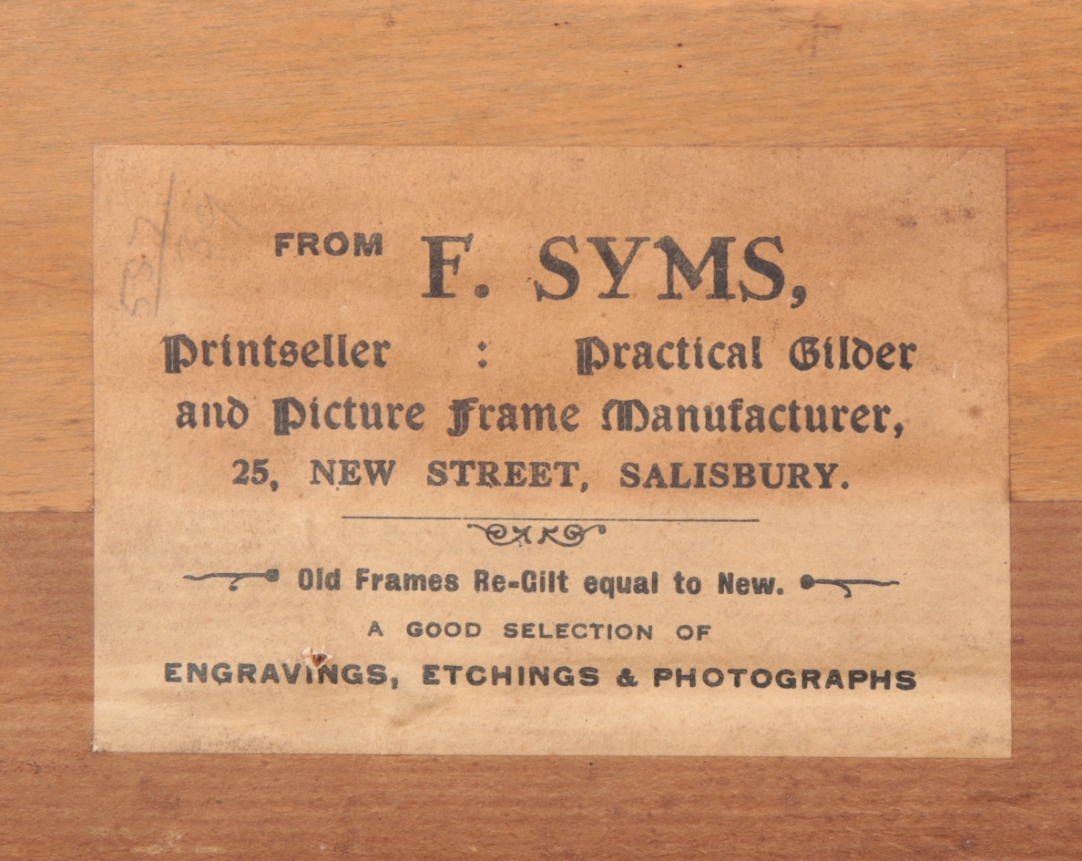 FROM F. SYMS,
Printseller : Practical Gilder
and Picture Frame Manufacturer,
25, NEW STREET, SALISBURY.
Old Frames Re-Gilt equal to New.
A GOOD SELECTION OF
ENGRAVINGS, ETCHINGS & PHOTOGRAPHS